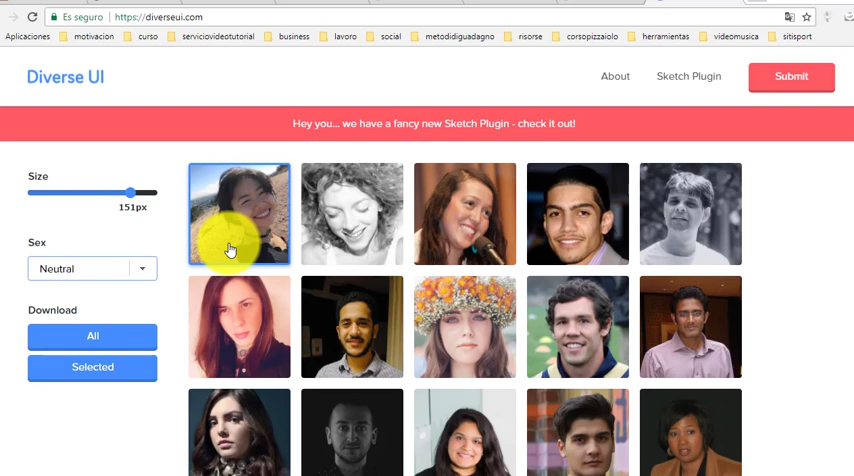 Es seguro
https://diverseui.com
Aplicaciones motivacion curso serviciovideotutorial business lavoro social metodidiguadagno risorse corsopizzaiolo herramientas videomusica sitisport
Diverse UI
About Sketch Plugin Submit
Hey you... we have a fancy new Sketch Plugin - check it out!
Size
151px
Sex
Neutral
Download
All
Selected